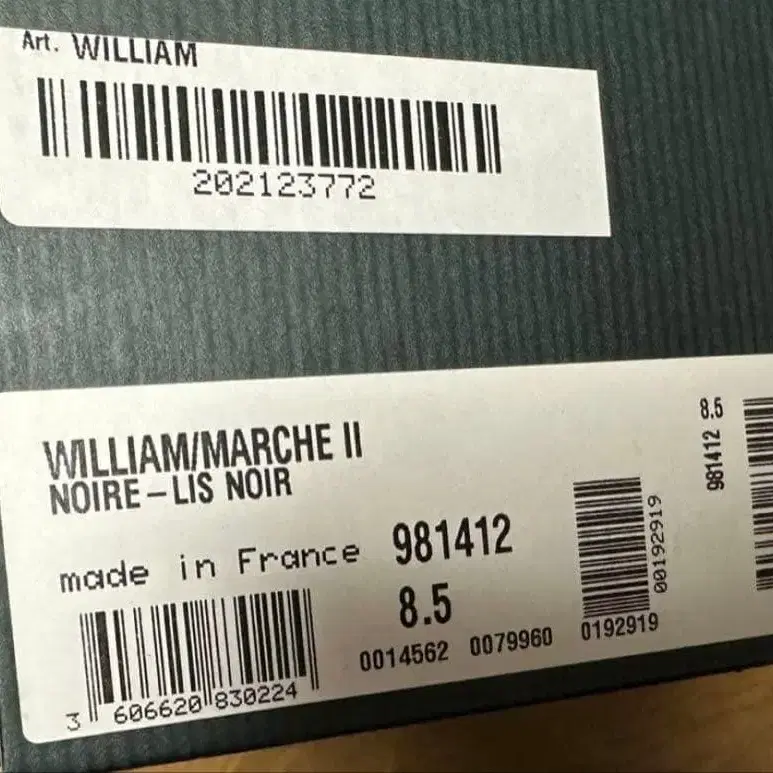 Art. WILLIAM
202123772
WILLIAM/MARCHE II
NOIRE – LIS NOIR
made in France 981412
8.5
0014562 0079960 0192919
3 606620 830224
00192919
981412 8.5